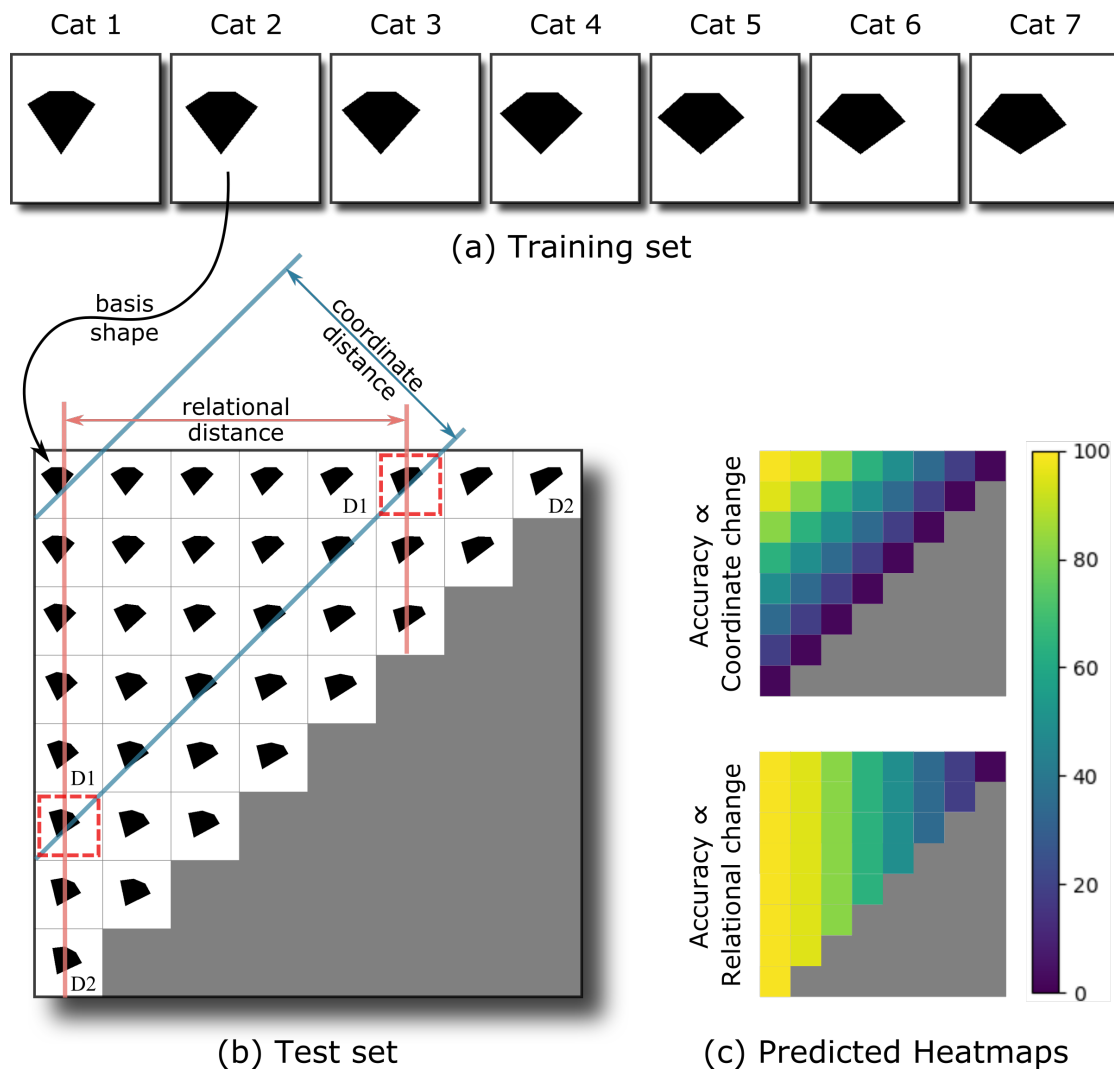 Cat 1 Cat 2 Cat 3 Cat 4 Cat 5 Cat 6 Cat 7
(a) Training set
basis
shape
coordinate
distance
relational
distance
D1
D2
D1
D2
(b) Test set
Accuracy ∝
Coordinate change
Accuracy ∝
Relational change
100
80
60
40
20
0
(c) Predicted Heatmaps